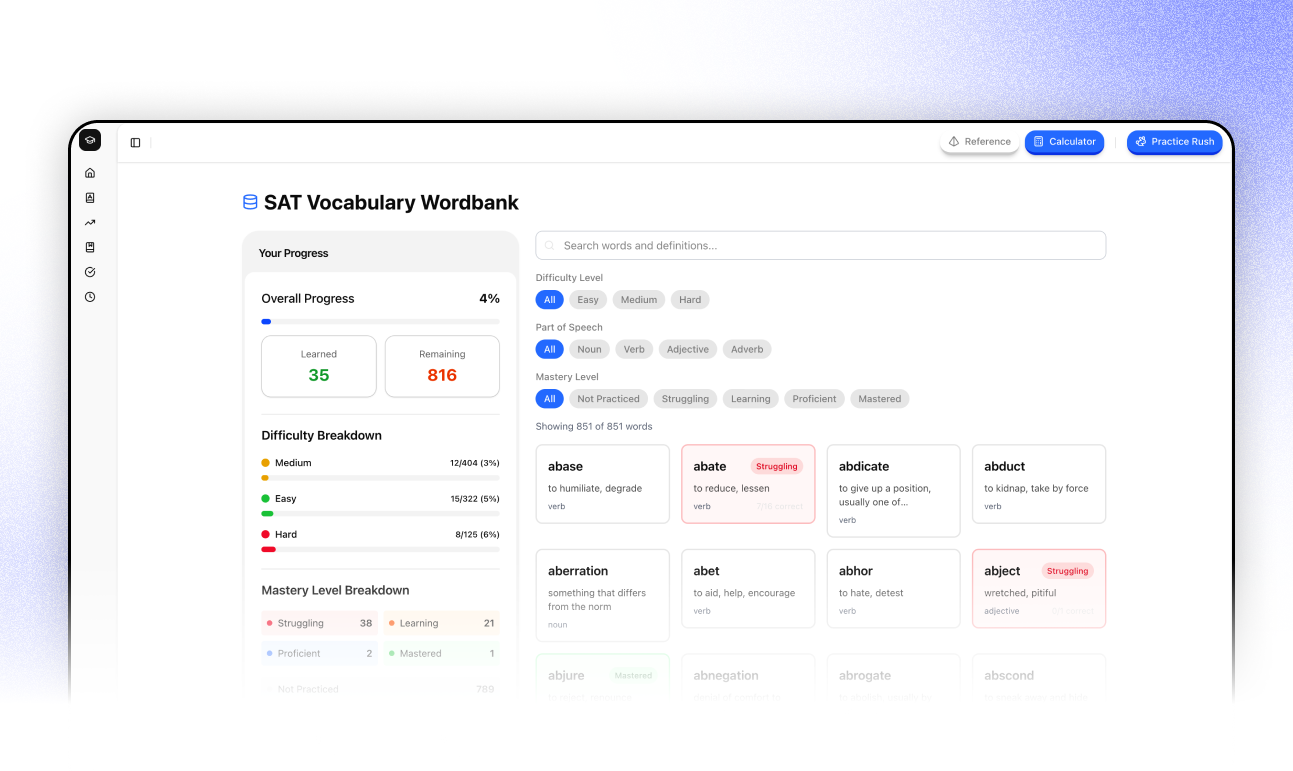 Reference
Calculator
Practice Rush
SAT Vocabulary Wordbank
Your Progress
Overall Progress 4%
Learned
35
Remaining
816
Difficulty Breakdown
Medium 12/404 (3%)
Easy 15/322 (5%)
Hard 8/125 (6%)
Mastery Level Breakdown
Struggling 38
Learning 21
Proficient 2
Mastered 1
Not Practiced 789
Search words and definitions...
Difficulty Level
All Easy Medium Hard
Part of Speech
All Noun Verb Adjective Adverb
Mastery Level
All Not Practiced Struggling Learning Proficient Mastered
Showing 851 of 851 words
abase
to humiliate, degrade
verb
abate Struggling
to reduce, lessen
verb
correct
abdicate
to give up a position,
usually one of...
verb
abduct
to kidnap, take by force
verb
aberration
something that differs
from the norm
noun
abet
to aid, help, encourage
verb
abhor
to hate, detest
verb
abject Struggling
wretched, pitiful
adjective
correct
abjure Mastered
abnegation
abrogate
abscond